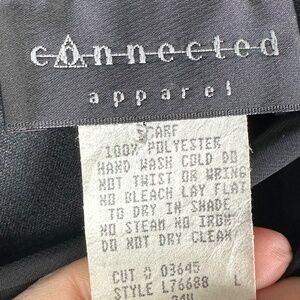 connected
apparel
SCARF
100% POLYESTER
HAND WASH COLD DO
NOT TWIST OR WRING
NO BLEACH LAY FLAT
TO DRY IN SHADE
NO STEAM NO IRON
DO NOT DRY CLEAN
CUT # 03645
STYLE L76688 L
24W